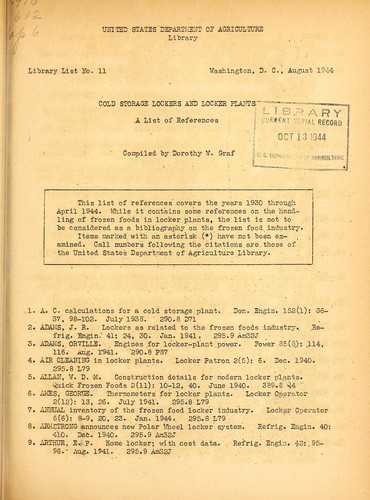 UNITED STATES DEPARTMENT OF AGRICULTURE
Library
Library List No. 11 Washington, D. C., August 1944
COLD STORAGE LOCKERS AND LOCKER PLANTS
A List of References
LIBRARY
CURRENT SERIAL RECORD
OCT 13 1944
U. S. DEPARTMENT OF AGRICULTURE
Compiled by Dorothy W. Graf
This list of references covers the years 1930 through
April 1944. While it contains some references on the hand-
ling of frozen foods in locker plants, the list is not to
be considered as a bibliography on the frozen food industry.
Items marked with an asterisk (*) have not been ex-
amined. Call numbers following the citations are those of
the United States Department of Agriculture Library.
1. A. C. calculations for a cold storage plant. Dom. Engin. 152(1): 36-
37, 98-102. July 1938. 290.8 D71
2. ADAMS, J. R. Lockers as related to the frozen foods industry. Re-
frig. Engin. 41: 24, 30. Jan. 1941. 295.9 Am32J
3. ADAMS, ORVILLE. Engines for locker-plant power. Power 85(8): 114,
116. Aug. 1941. 290.8 P87
4. AIR CLEANING in locker plants. Locker Patron 2(5): 6. Dec. 1940.
295.8 L79
5. ALLAN, W. D. M. Construction details for modern locker plants.
Quick Frozen Foods 2(11): 10-12, 40. June 1940. 389.8
6. AMES, GEORGE. Thermometers for locker plants. Locker Operator
2(12): 13, 26. July 1941. 295.8 L79
7. ANNUAL inventory of the frozen food locker industry. Locker Operator
5(6): 8-9, 20, 23. Jan. 1944. 295.8 L79
8. ARMSTRONG announces new Polar Wheel locker system. Refrig. Engin. 40:
410. Dec. 1940. 295.9 Am32J
9. ARTHUR, E. P. Home locker; with cost data. Refrig. Engin. 42: 95-
96. Aug. 1941. 295.9 Am32J